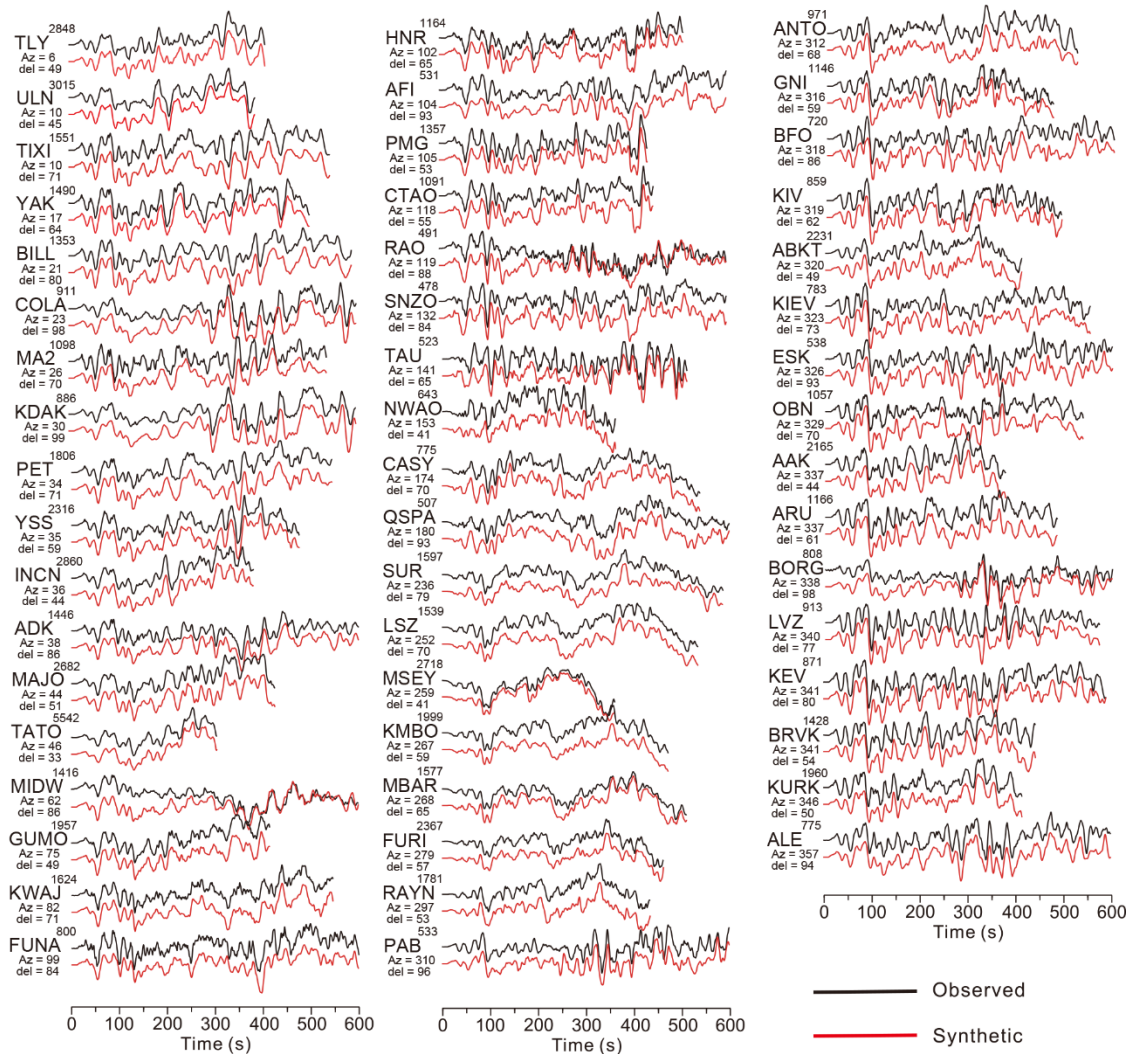 2848
TLY
Az = 6
del = 49
3015
ULN
Az = 10
del = 45
1551
TIXI
Az = 10
del = 71
1490
YAK
Az = 17
del = 64
1353
BILL
Az = 21
del = 80
911
COLA
Az = 23
del = 98
1098
MA2
Az = 26
del = 70
886
KDAK
Az = 30
del = 99
1806
PET
Az = 34
del = 71
2316
YSS
Az = 35
del = 59
2860
INCN
Az = 36
del = 44
1446
ADK
Az = 38
del = 86
2682
MAJO
Az = 44
del = 51
5542
TATO
Az = 46
del = 33
1416
MIDW
Az = 62
del = 86
1957
GUMO
Az = 75
del = 49
1624
KWAJ
Az = 82
del = 71
800
FUNA
Az = 99
del = 84
0 100 200 300 400 500 600
Time (s)
1164
HNR
Az = 102
del = 65
531
AFI
Az = 104
del = 93
1357
PMG
Az = 105
del = 53
1091
CTAO
Az = 118
del = 55
491
RAO
Az = 119
del = 88
478
SNZO
Az = 132
del = 84
523
TAU
Az = 141
del = 65
643
NWAO
Az = 153
del = 41
775
CASY
Az = 174
del = 70
507
QSPA
Az = 180
del = 93
1597
SUR
Az = 236
del = 79
1539
LSZ
Az = 252
del = 70
2718
MSEY
Az = 259
del = 41
1999
KMBO
Az = 267
del = 59
1577
MBAR
Az = 268
del = 65
2367
FURI
Az = 279
del = 57
1781
RAYN
Az = 297
del = 53
533
PAB
Az = 310
del = 96
0 100 200 300 400 500 600
Time (s)
971
ANTO
Az = 312
del = 68
1146
GNI
Az = 316
del = 59
720
BFO
Az = 318
del = 86
859
KIV
Az = 319
del = 62
2231
ABKT
Az = 320
del = 49
783
KIEV
Az = 323
del = 73
538
ESK
Az = 326
del = 93
1057
OBN
Az = 329
del = 70
2165
AAK
Az = 337
del = 44
1166
ARU
Az = 337
del = 61
808
BORG
Az = 338
del = 98
913
LVZ
Az = 340
del = 77
871
KEV
Az = 341
del = 80
1428
BRVK
Az = 341
del = 54
1960
KURK
Az = 346
del = 50
775
ALE
Az = 357
del = 94
0 100 200 300 400 500 600
Time (s)
Observed
Synthetic